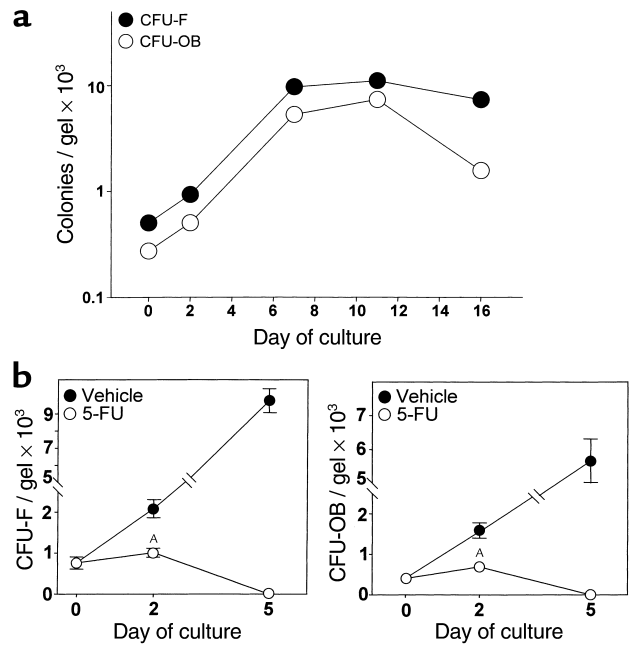 a
CFU-F
CFU-OB
Colonies / gel × 10³
10
1
0.1
0 2 4 6 8 10 12 14 16
Day of culture
b
Vehicle
5-FU
CFU-F / gel × 10³
9
7
5
2
1
0
A
0 2 5
Day of culture
Vehicle
5-FU
CFU-OB / gel × 10³
7
6
5
2
1
0
A
0 2 5
Day of culture